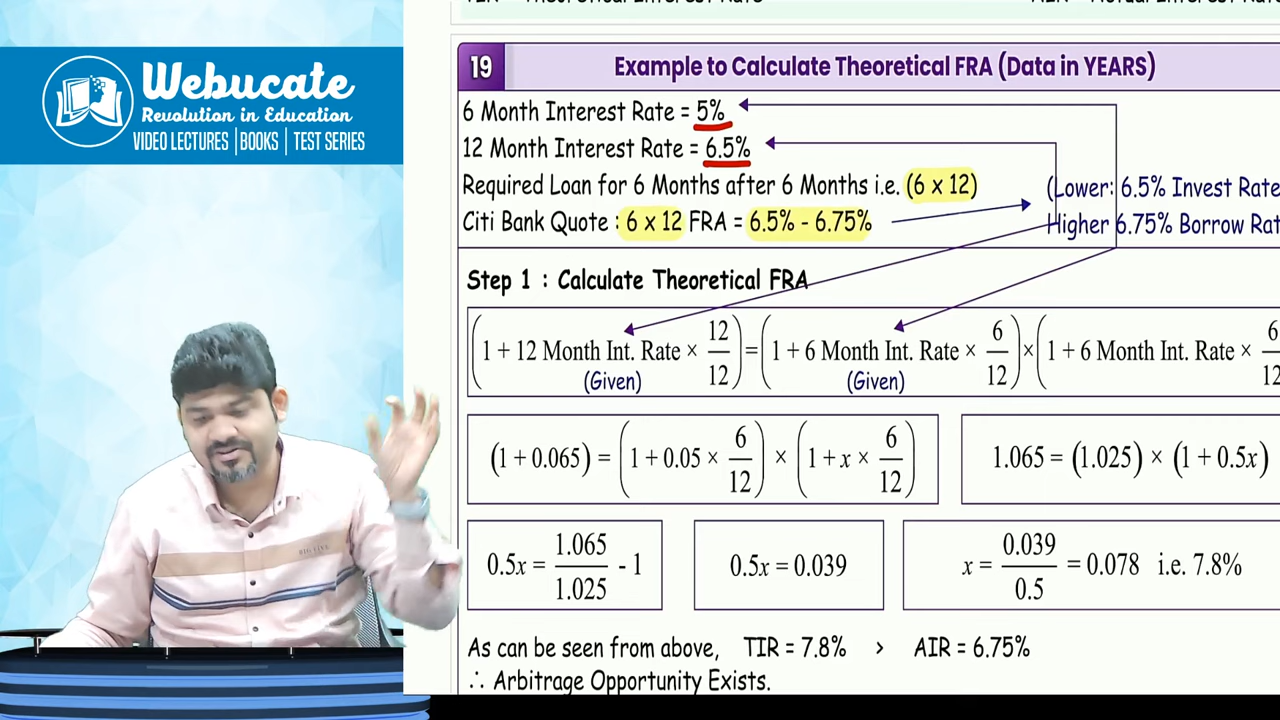 Webucate
Revolution in Education
VIDEO LECTURES | BOOKS | TEST SERIES
19 Example to Calculate Theoretical FRA (Data in YEARS)
6 Month Interest Rate = 5%
12 Month Interest Rate = 6.5%
Required Loan for 6 Months after 6 Months i.e. (6 x 12)
Citi Bank Quote : 6 x 12 FRA = 6.5% - 6.75%
(Lower: 6.5% Invest Rate
Higher 6.75% Borrow Rat
Step 1 : Calculate Theoretical FRA
(1 + 12 Month Int. Rate × 12/12) = (1 + 6 Month Int. Rate × 6/12) × (1 + 6 Month Int. Rate × 6/12
(Given) (Given)
(1 + 0.065) = (1 + 0.05 × 6/12) × (1 + x × 6/12)
1.065 = (1.025) × (1 + 0.5x)
0.5x = 1.065/1.025 - 1
0.5x = 0.039
x = 0.039/0.5 = 0.078 i.e. 7.8%
As can be seen from above, TIR = 7.8% > AIR = 6.75%
∴ Arbitrage Opportunity Exists.